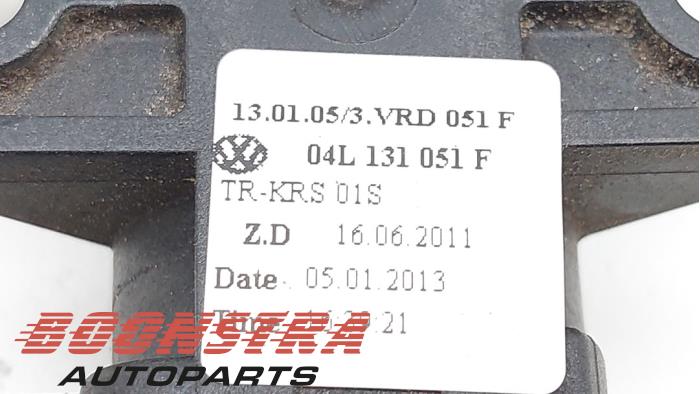 13.01.05/3.VRD 051 F
04L 131 051 F
TR-KRS 01S
Z.D 16.06.2011
Date 05.01.2013
Time
BOONSTRA
AUTOPARTS